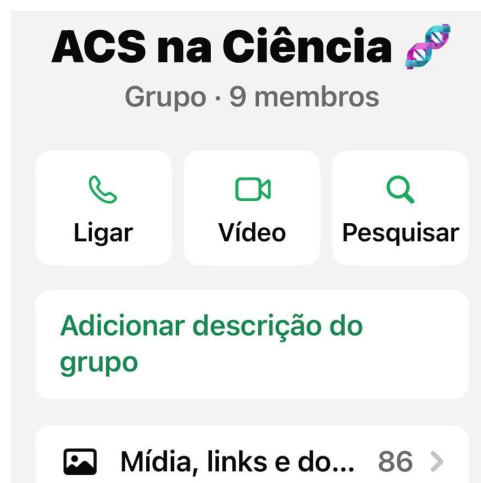 ACS na Ciência 🧬
Grupo · 9 membros
Ligar
Vídeo
Pesquisar
Adicionar descrição do
grupo
Mídia, links e do... 86